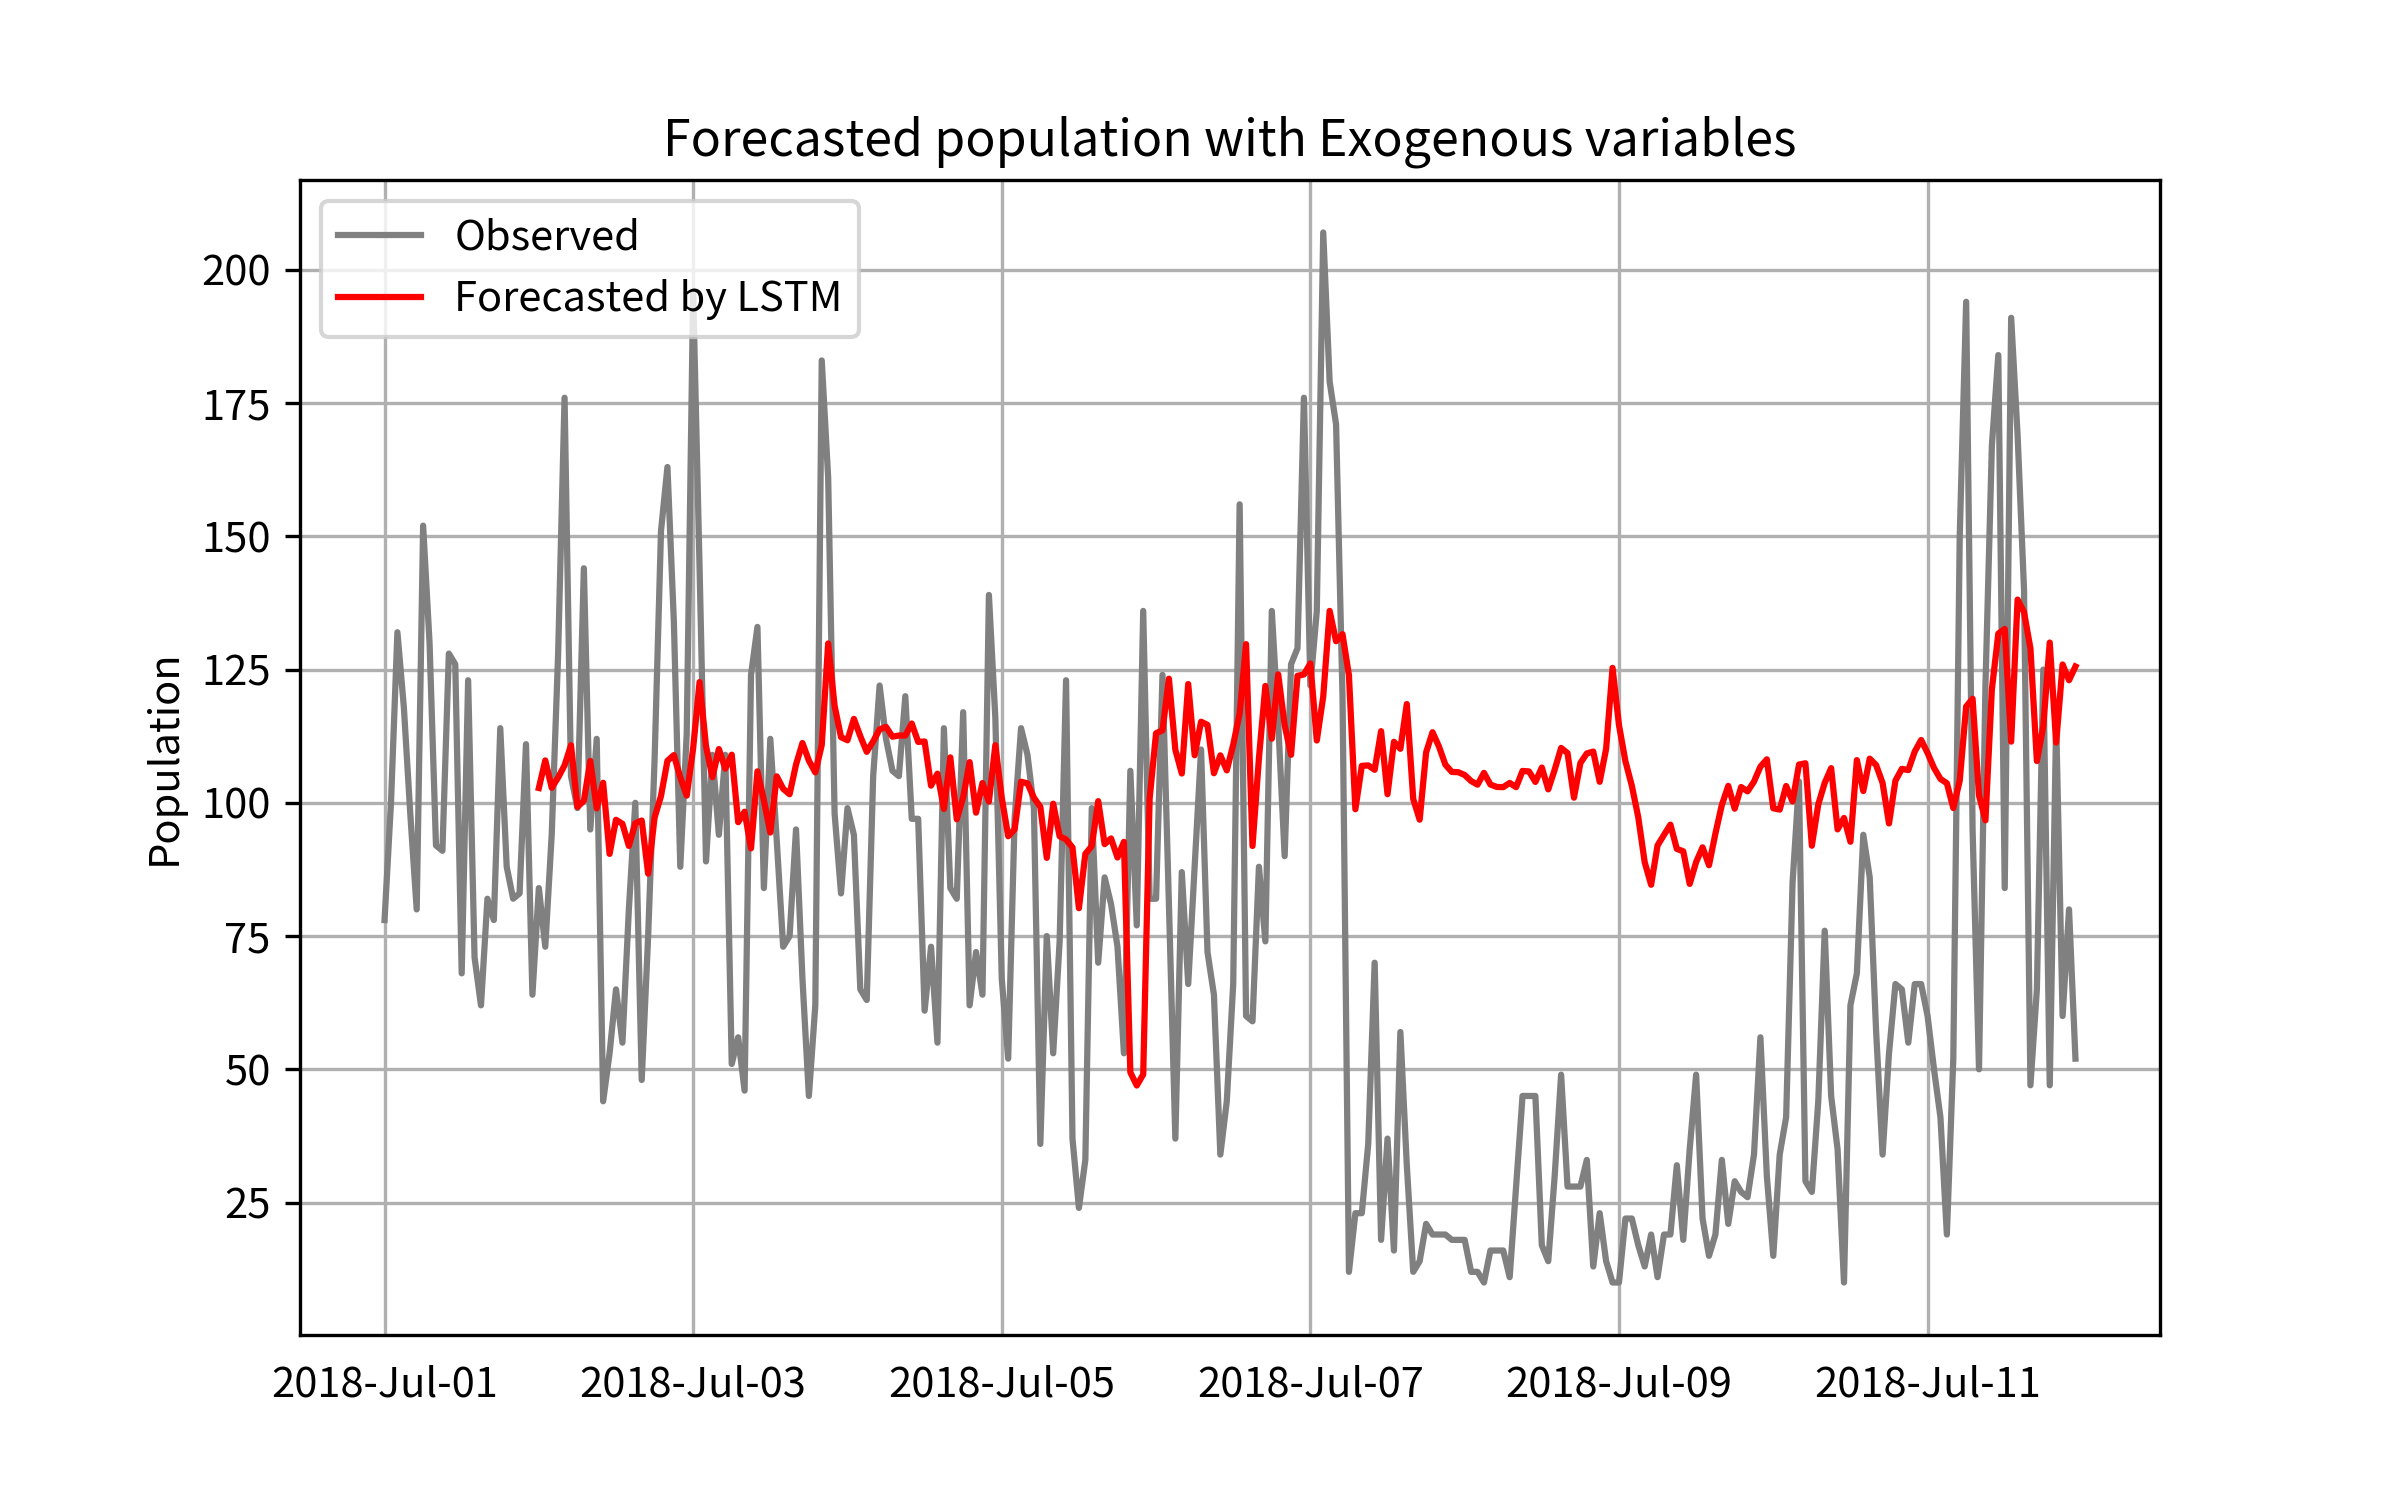 Forecasted population with Exogenous variables
Observed
Forecasted by LSTM
Population
200
175
150
125
100
75
50
25
2018-Jul-01
2018-Jul-03
2018-Jul-05
2018-Jul-07
2018-Jul-09
2018-Jul-11